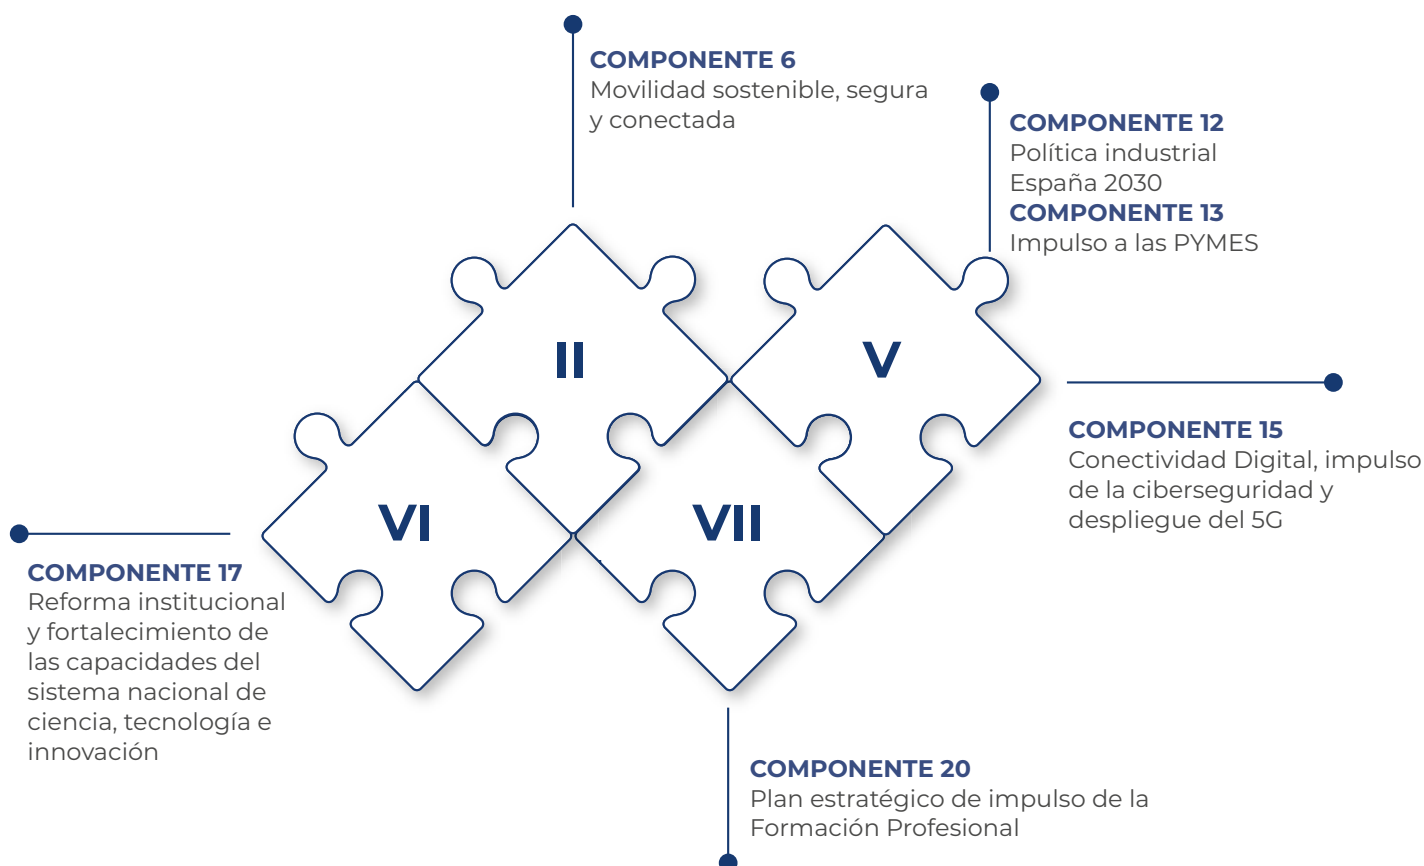 COMPONENTE 6
Movilidad sostenible, segura
y conectada
COMPONENTE 12
Política industrial
España 2030
COMPONENTE 13
Impulso a las PYMES
II
V
COMPONENTE 15
Conectividad Digital, impulso
de la ciberseguridad y
despliegue del 5G
VI
VII
COMPONENTE 17
Reforma institucional
y fortalecimiento de
las capacidades del
sistema nacional de
ciencia, tecnología e
innovación
COMPONENTE 20
Plan estratégico de impulso de la
Formación Profesional